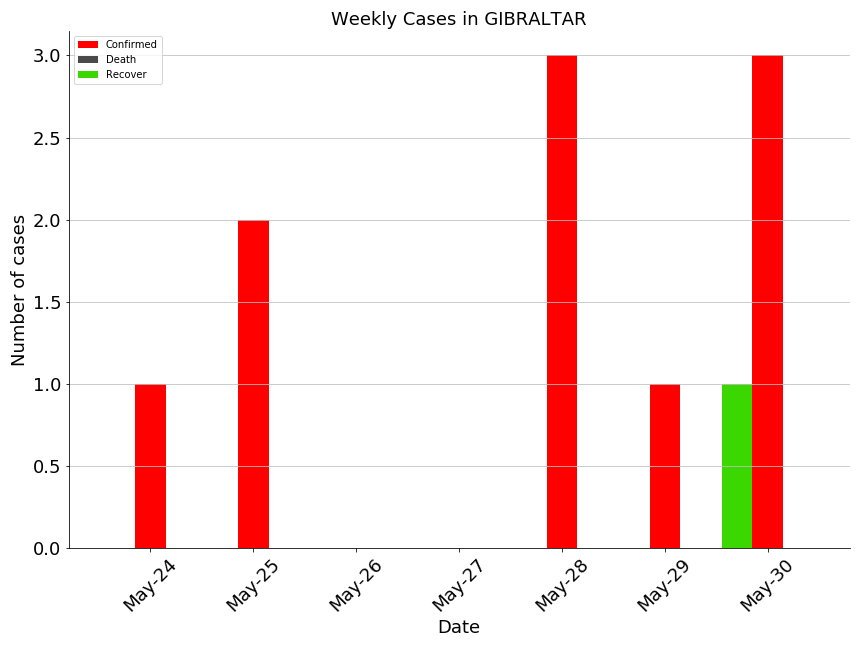 Weekly Cases in GIBRALTAR
Confirmed
Death
Recover
Number of cases
3.0
2.5
2.0
1.5
1.0
0.5
0.0
May-24
May-25
May-26
May-27
May-28
May-29
May-30
Date